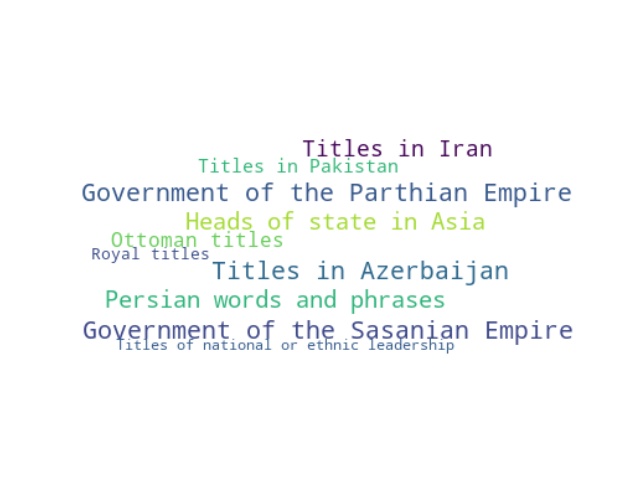 Titles in Iran
Titles in Pakistan
Government of the Parthian Empire
Heads of state in Asia
Ottoman titles
Royal titles
Titles in Azerbaijan
Persian words and phrases
Government of the Sasanian Empire
Titles of national or ethnic leadership